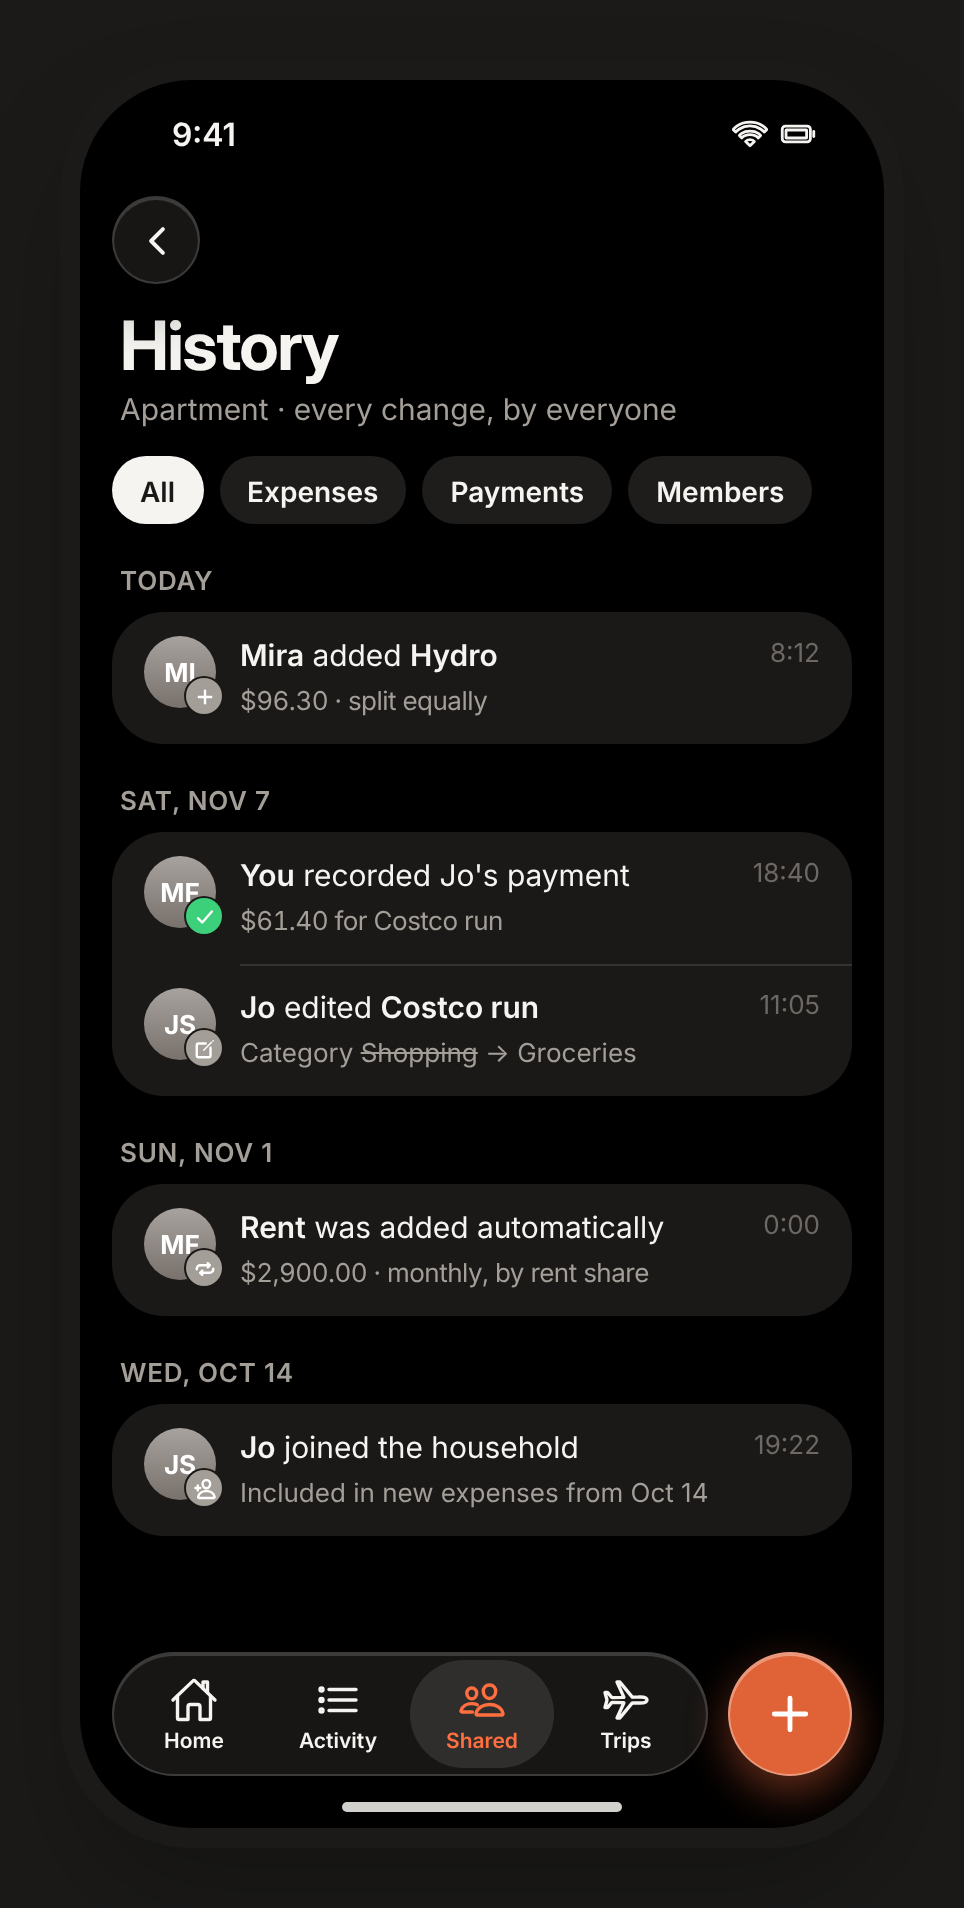 9:41
History
Apartment · every change, by everyone
All Expenses Payments Members
TODAY
MI
Mira added Hydro 8:12
$96.30 · split equally
SAT, NOV 7
You recorded Jo's payment 18:40
$61.40 for Costco run
JS
Jo edited Costco run 11:05
Category Shopping → Groceries
SUN, NOV 1
Rent was added automatically 0:00
$2,900.00 · monthly, by rent share
WED, OCT 14
JS
Jo joined the household 19:22
Included in new expenses from Oct 14
Home Activity Shared Trips